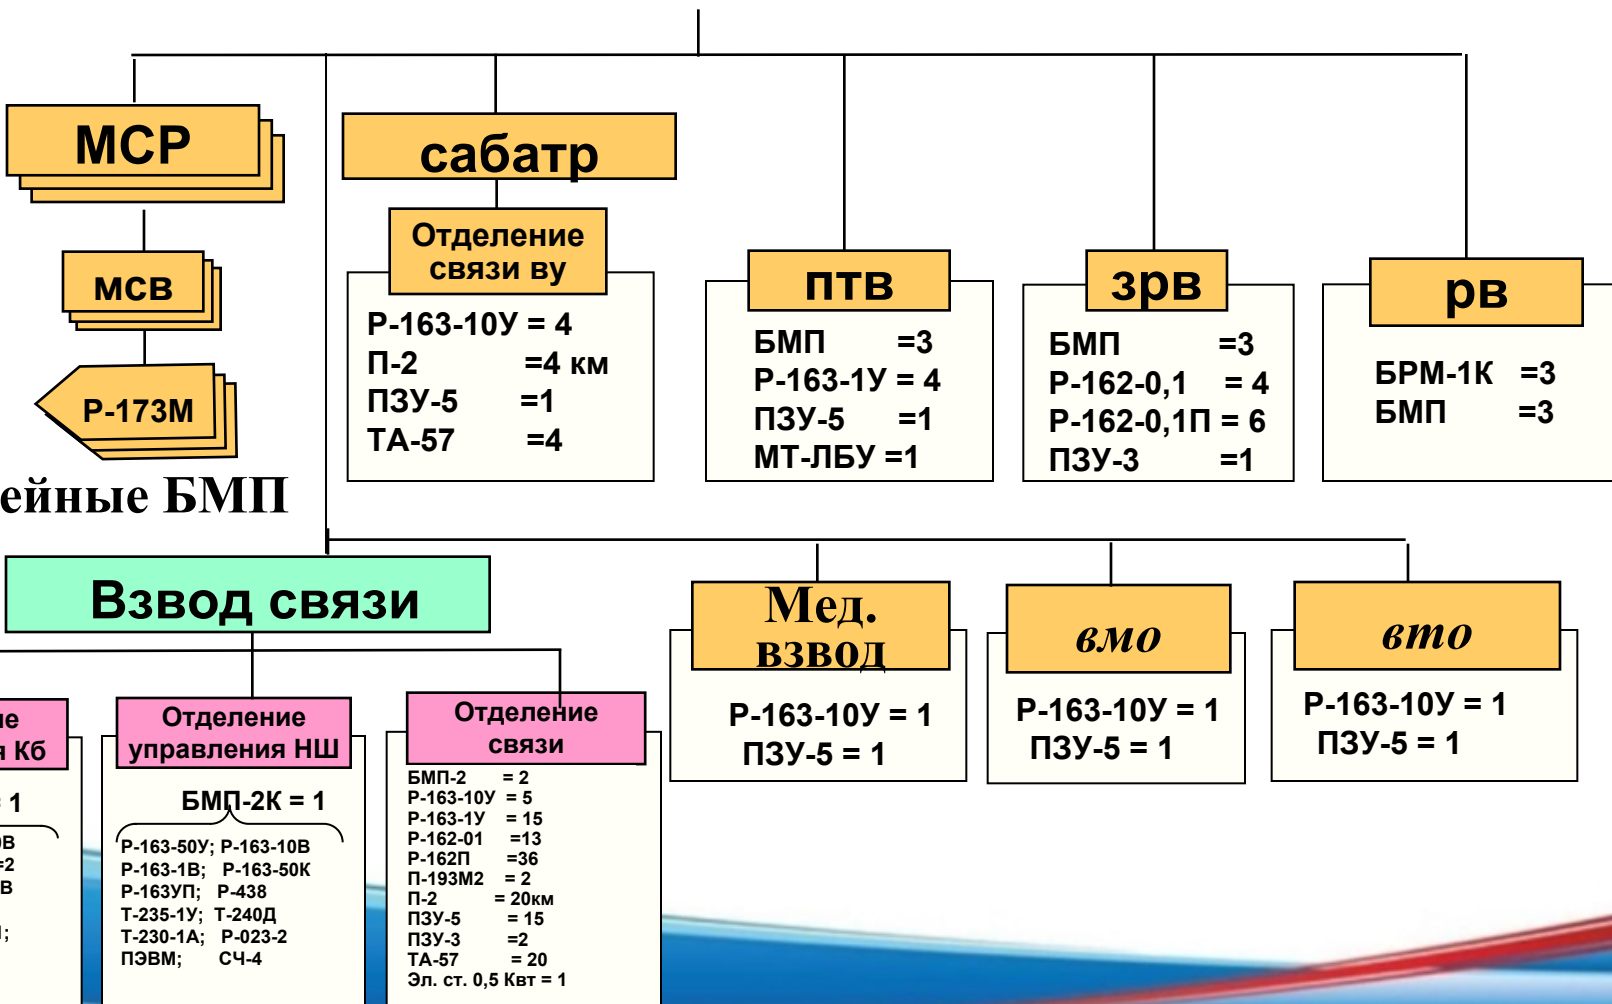 МСР
мсв
Р-173М
ейные БМП
сабатр
Отделение
связи ву
Р-163-10У = 4
П-2 =4 км
ПЗУ-5 =1
ТА-57 =4
птв
БМП =3
Р-163-1У = 4
ПЗУ-5 =1
МТ-ЛБУ =1
зрв
БМП =3
Р-162-0,1 = 4
Р-162-0,1П = 6
ПЗУ-3 =1
рв
БРМ-1К =3
БМП =3
Взвод связи
Кб
1
=2
В
Отделение
управления НШ
БМП-2К = 1
Р-163-50У; Р-163-10В
Р-163-1В; Р-163-50К
Р-163УП; Р-438
Т-235-1У; Т-240Д
Т-230-1А; Р-023-2
ПЭВМ; СЧ-4
Отделение
связи
БМП-2 = 2
Р-163-10У = 5
Р-163-1У = 15
Р-162-01 =13
Р-162П =36
П-193М2 = 2
П-2 = 20км
ПЗУ-5 = 15
ПЗУ-3 =2
ТА-57 = 20
Эл. ст. 0,5 Квт = 1
Мед.
взвод
Р-163-10У = 1
ПЗУ-5 = 1
вмо
Р-163-10У = 1
ПЗУ-5 = 1
вто
Р-163-10У = 1
ПЗУ-5 = 1